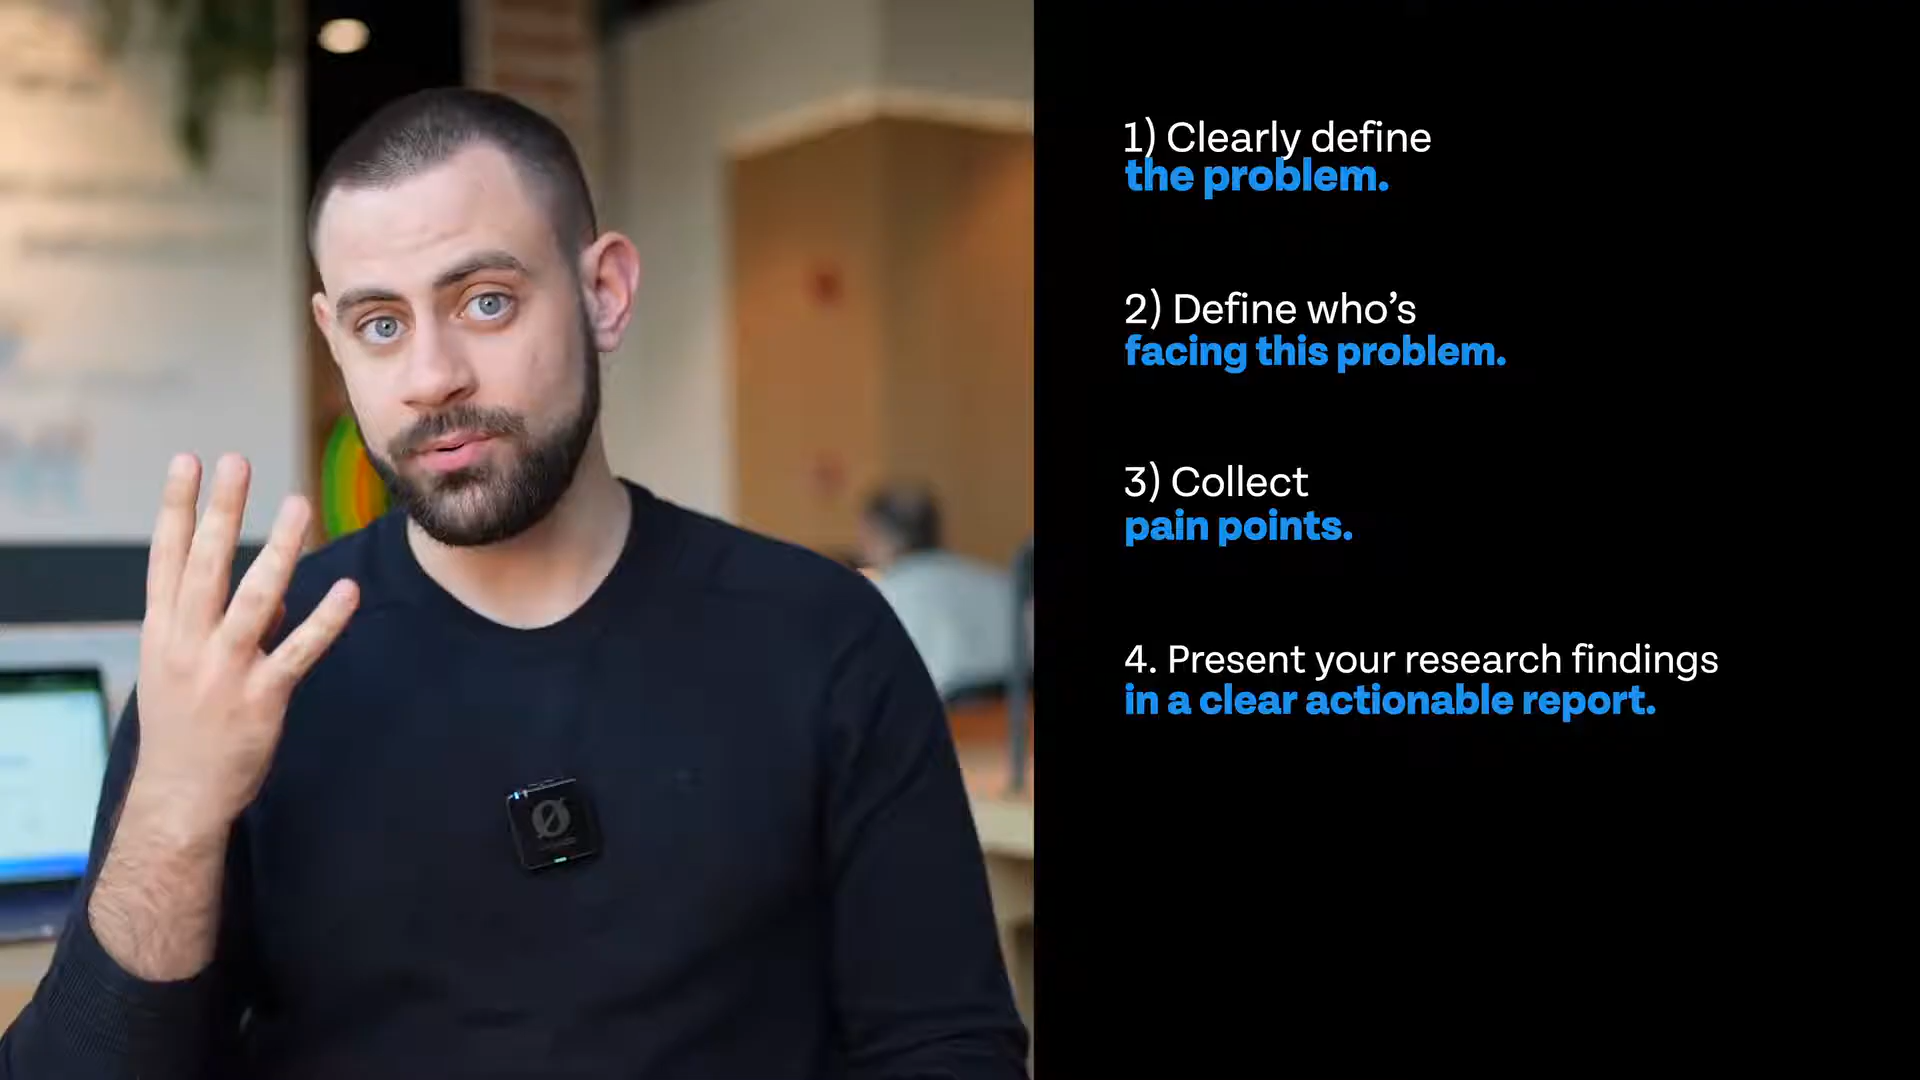 1) Clearly define
the problem.
2) Define who's
facing this problem.
3) Collect
pain points.
4. Present your research findings
in a clear actionable report.